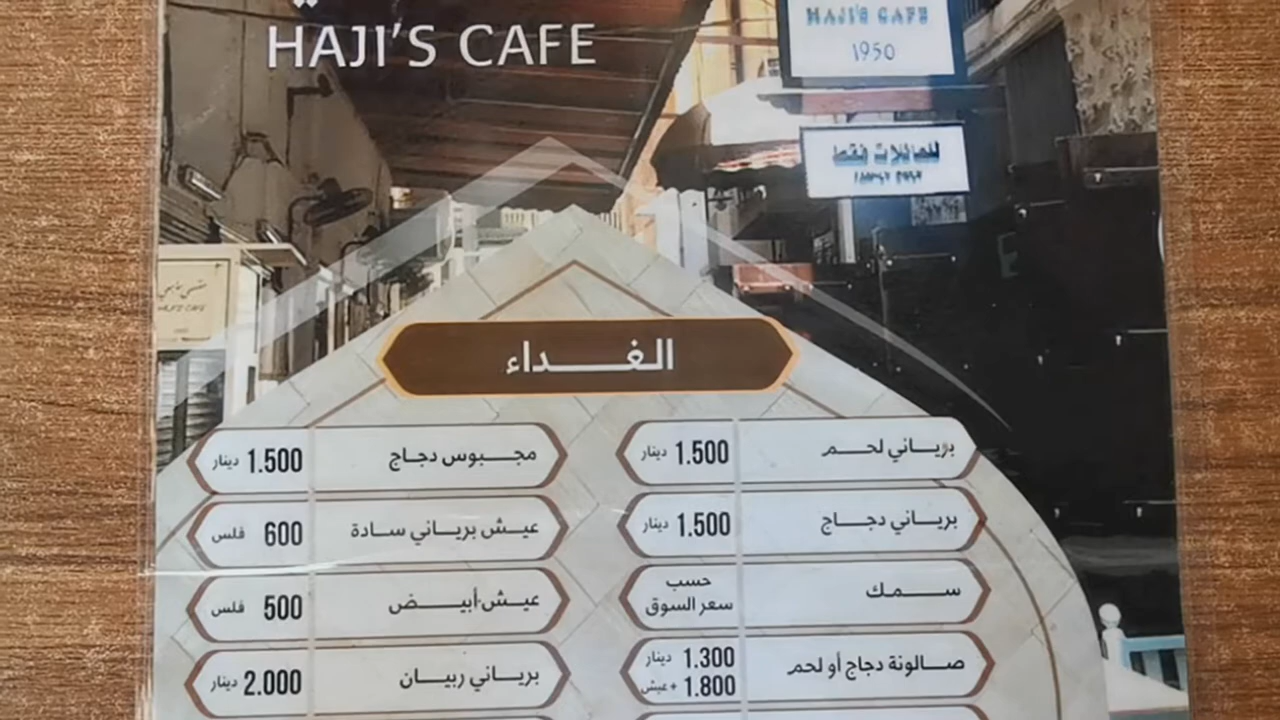 HAJI'S CAFE
HAJI'S CAFE
1950
للعائلات فقط
الغداء
برياني لحم 1.500 دينار
برياني دجاج 1.500 دينار
سمك حسب سعر السوق
صالونة دجاج أو لحم 1.300 دينار
1.800 +عيش
مجبوس دجاج 1.500 دينار
عيش برياني سادة 600 فلس
عيش أبيض 500 فلس
برياني ربيان 2.000 دينار